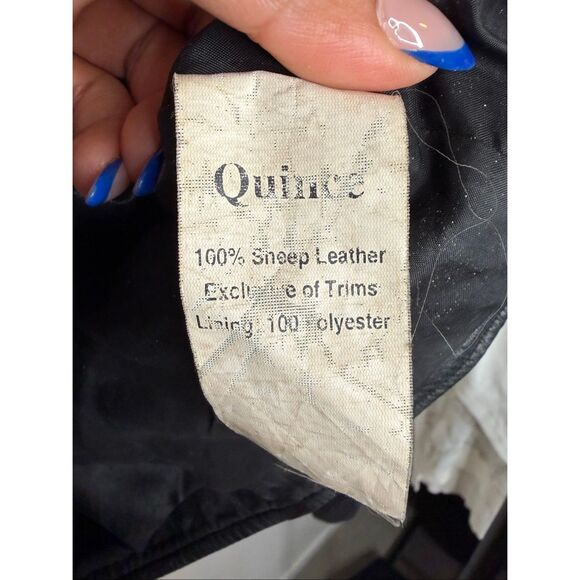 Quince
100% Sheep Leather
Exclusive of Trims
Lining: 100 Polyester